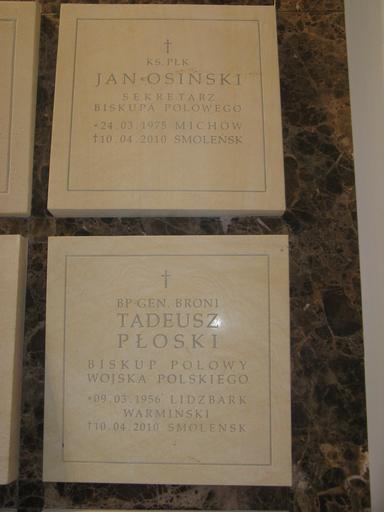 KS. PŁK
JAN OSIŃSKI
SEKRETARZ
BISKUPA POLOWEGO
*24.03.1975 MICHÓW
†10.04.2010 SMOLEŃSK
BP GEN. BRONI
TADEUSZ
PŁOSKI
BISKUP POLOWY
WOJSKA POLSKIEGO
*09.03.1956 LIDZBARK
WARMIŃSKI
†10.04.2010 SMOLEŃSK